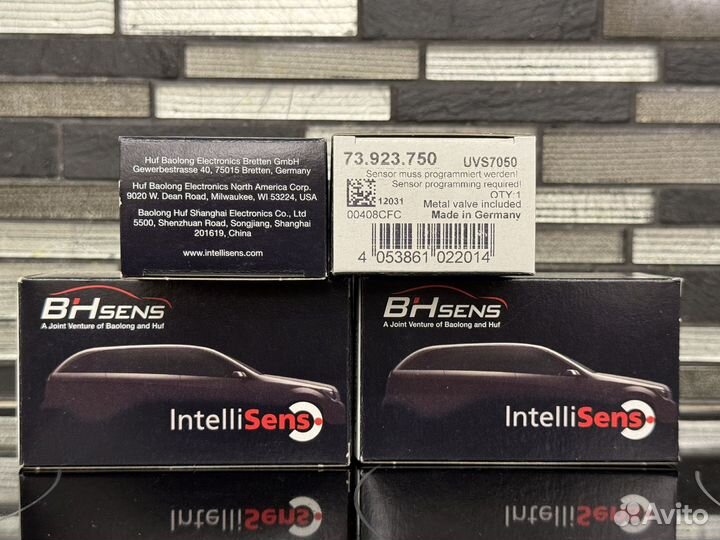 Huf Baolong Electronics Bretten GmbH
Gewerbestrasse 40, 75015 Bretten, Germany
Huf Baolong Electronics North America Corp.
9020 W. Dean Road, Milwaukee, WI 53224, USA
Baolong Huf Shanghai Electronics Co., Ltd
5500, Shenzhuan Road, Songjiang, Shanghai
201619, China
www.intellisens.com
73.923.750 UVS7050
Sensor muss programmiert werden!
Sensor programming required!
12031 QTY:1
Metal valve included
00408CFC Made in Germany
4 053861 022014
BHSENS
A Joint Venture of Baolong and Huf
IntelliSens
BHSENS
A Joint Venture of Baolong and Huf
IntelliSens
IntelliSens
IntelliSens
Avito